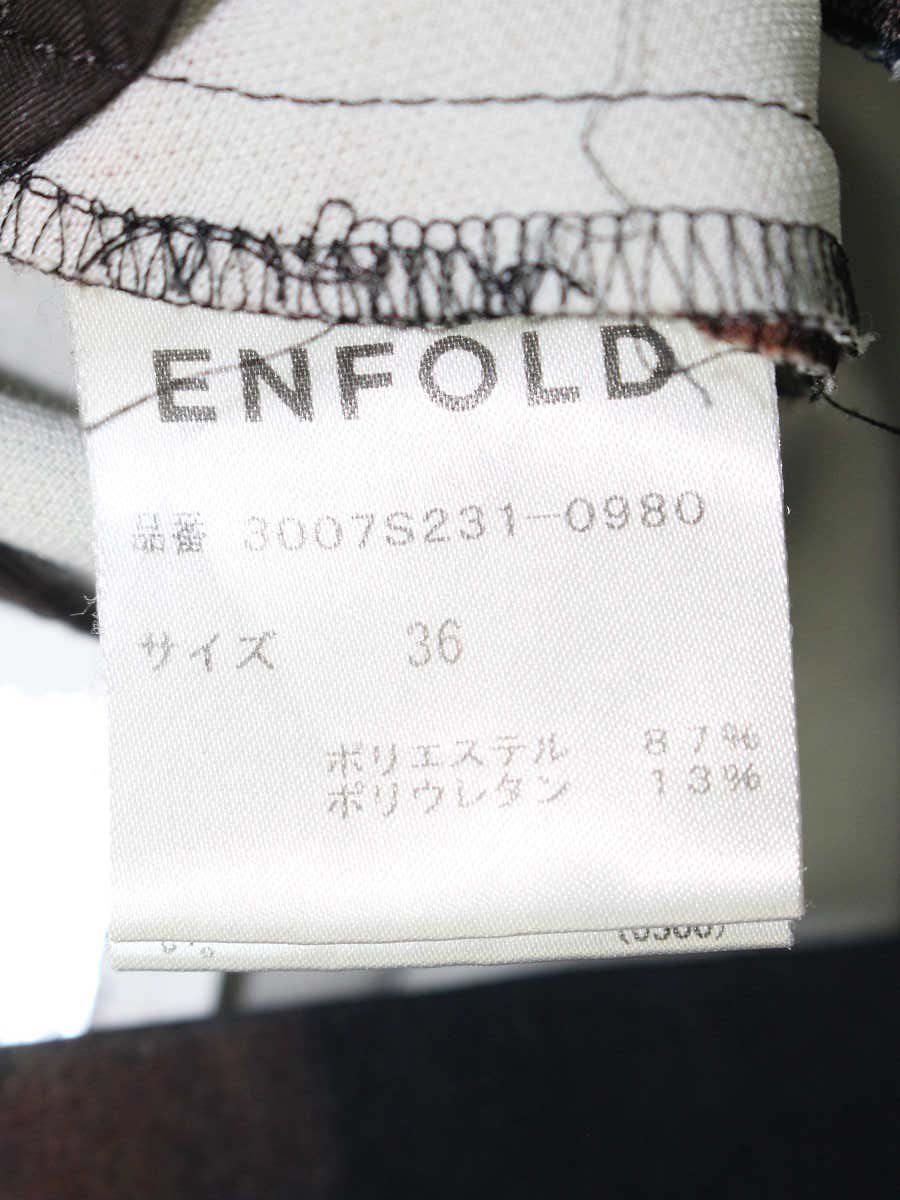 ENFOLD
品番 3007S231-0980
サイズ 36
ポリエステル 87%
ポリウレタン 13%